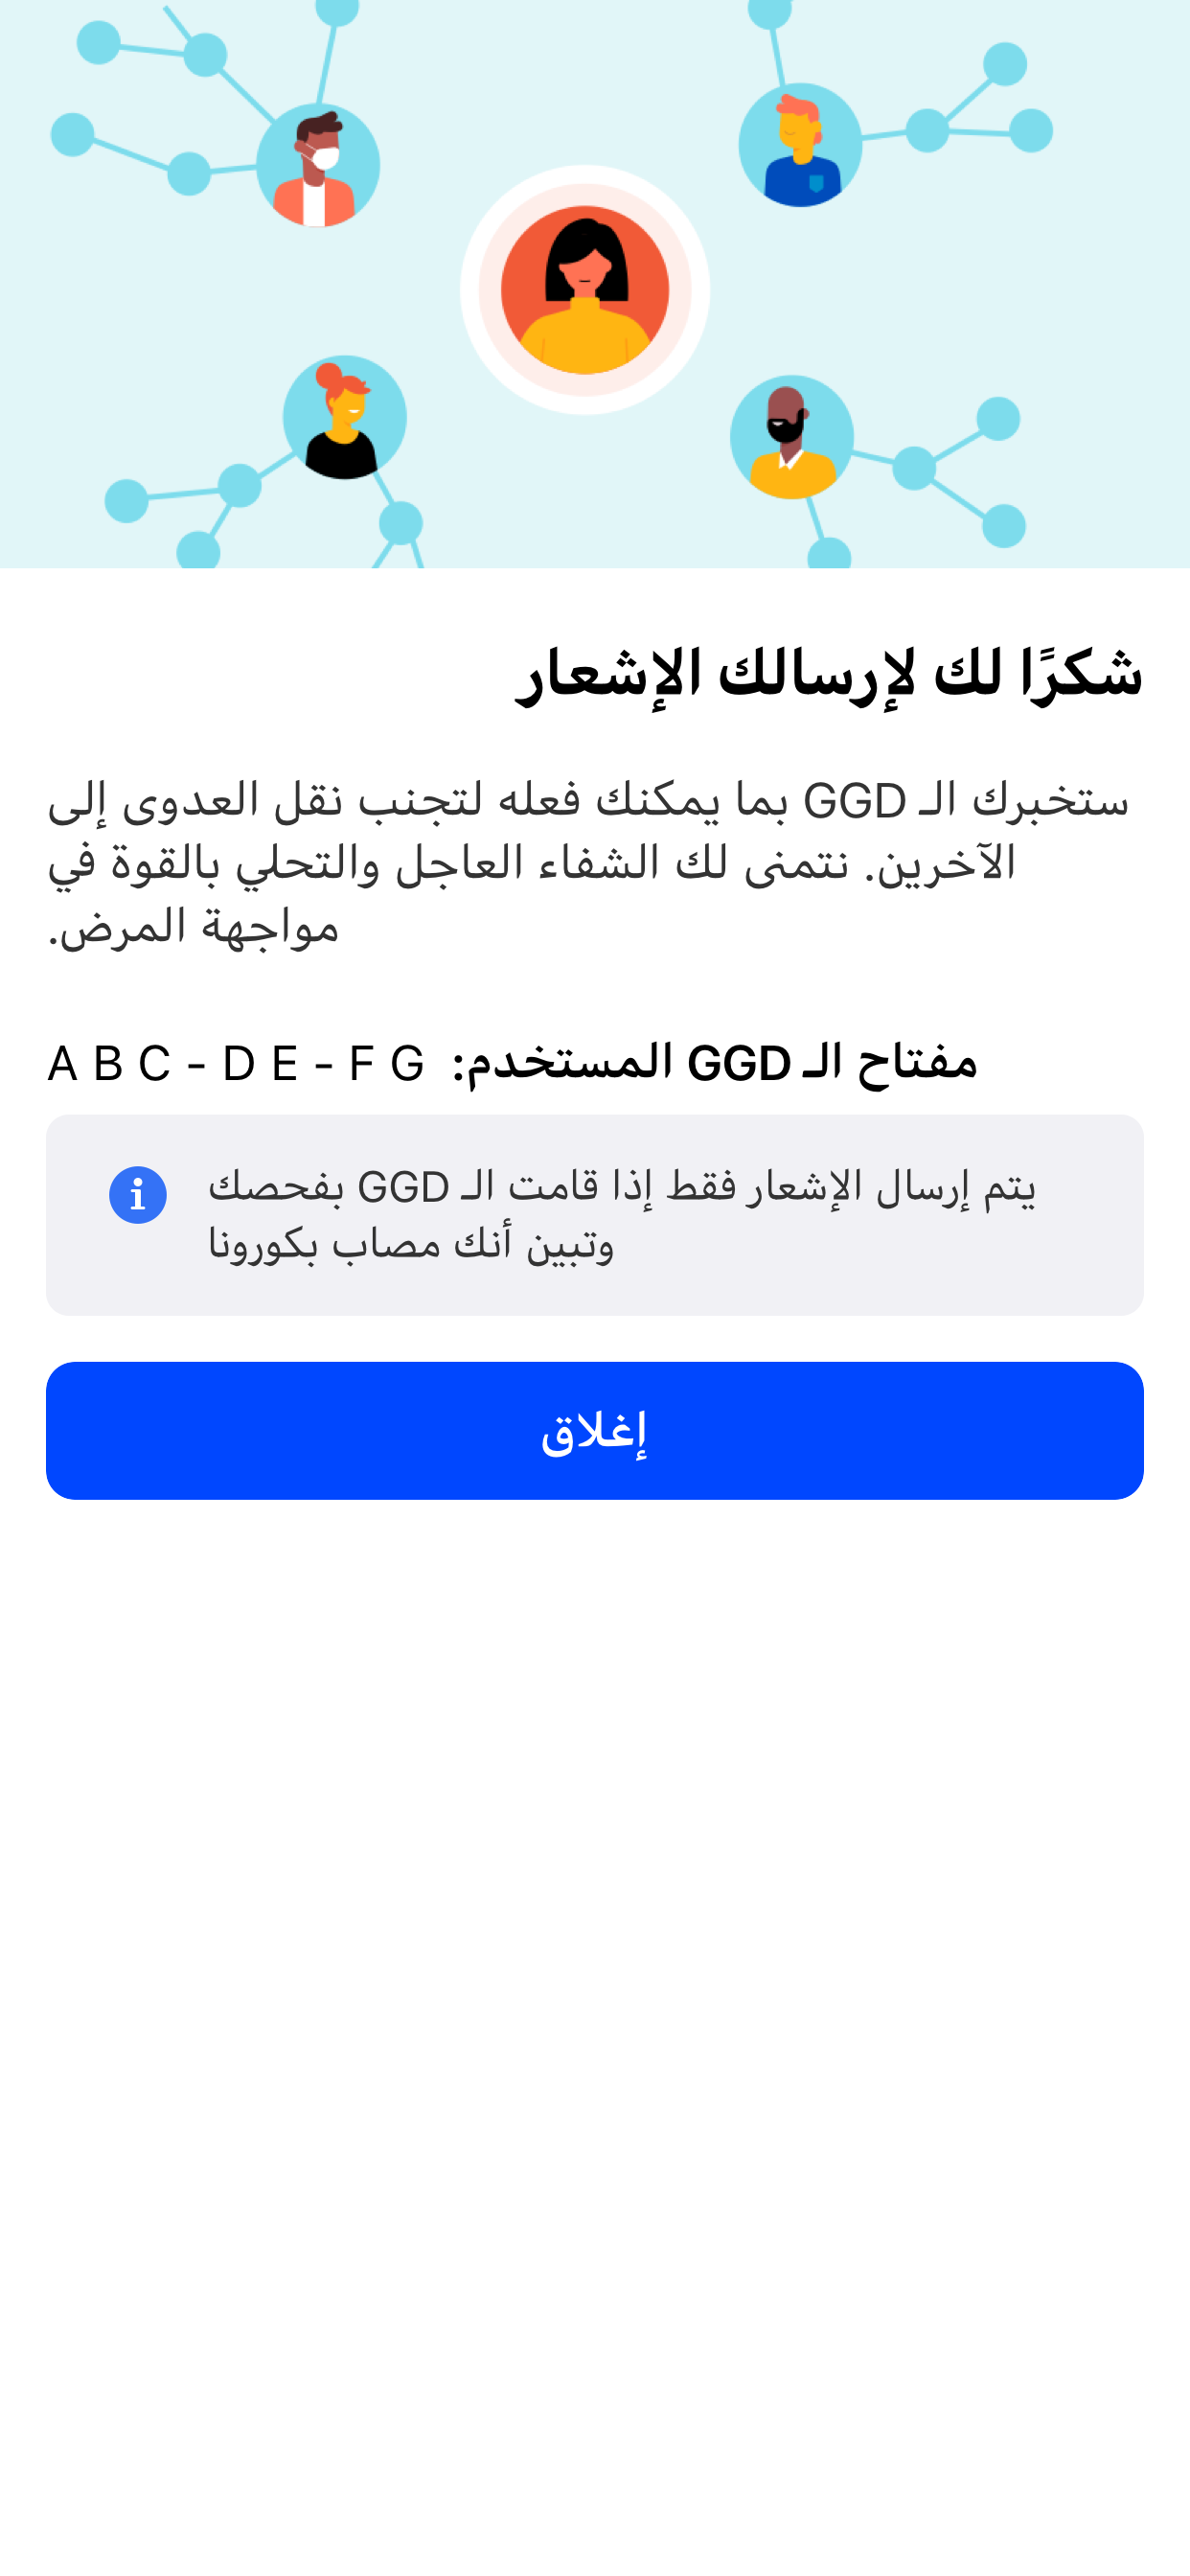 شكرًا لك لإرسالك الإشعار
ستخبرك الـ GGD بما يمكنك فعله لتجنب نقل العدوى إلى
الآخرين. نتمنى لك الشفاء العاجل والتحلي بالقوة في
مواجهة المرض.
مفتاح الـ GGD المستخدم: A B C - D E - F G
يتم إرسال الإشعار فقط إذا قامت الـ GGD بفحصك
وتبين أنك مصاب بكورونا
إغلاق